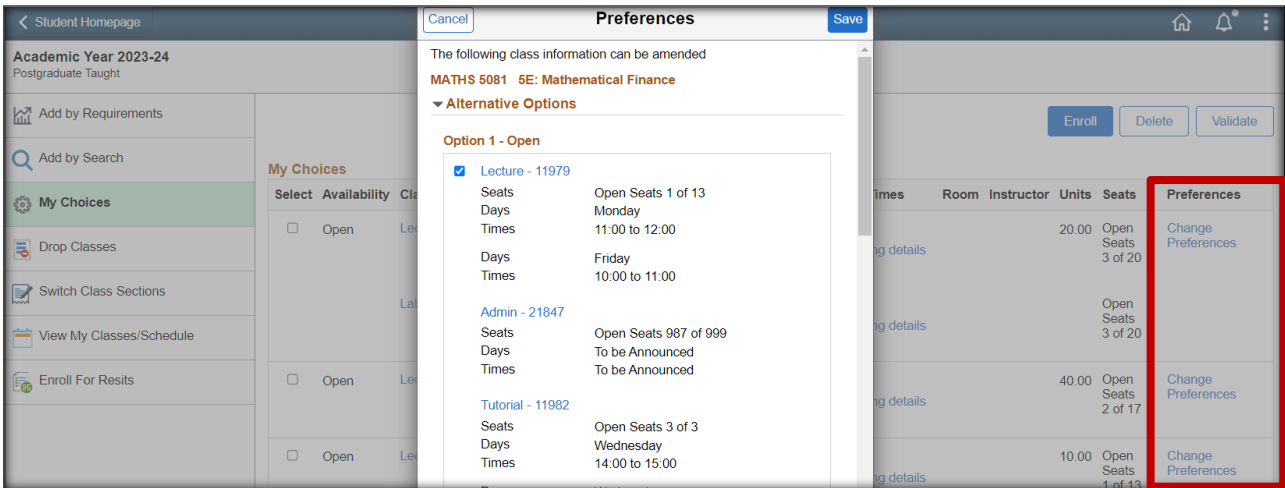 Student Homepage
Academic Year 2023-24
Postgraduate Taught
Add by Requirements
Add by Search
My Choices
Drop Classes
Switch Class Sections
View My Classes/Schedule
Enroll For Resits
Cancel
Preferences
Save
The following class information can be amended
MATHS 5081 5E: Mathematical Finance
Alternative Options
Option 1 - Open
Lecture - 11979
Seats Open Seats 1 of 13
Days Monday
Times 11:00 to 12:00
Days Friday
Times 10:00 to 11:00
Admin - 21847
Seats Open Seats 987 of 999
Days To be Announced
Times To be Announced
Tutorial - 11982
Seats Open Seats 3 of 3
Days Wednesday
Times 14:00 to 15:00
Enroll Delete Validate
My Choices
Select Availability Room Instructor Units Seats Preferences
Open 20.00 Open Change
Seats Preferences
details 3 of 20
Open
Seats
details 3 of 20
Open 40.00 Open Change
Seats Preferences
details 2 of 17
Open 10.00 Open Change
Seats Preferences
details 1 of 13